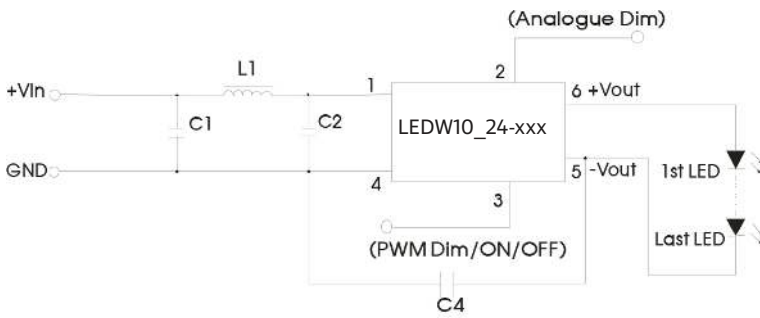 (Analogue Dim)
L1
2
+VIn
1
6 +Vout
C1
C2
LEDW10_24-xxx
GND
4
5 -Vout
1st LED
3
(PWM Dim/ON/OFF)
Last LED
C4